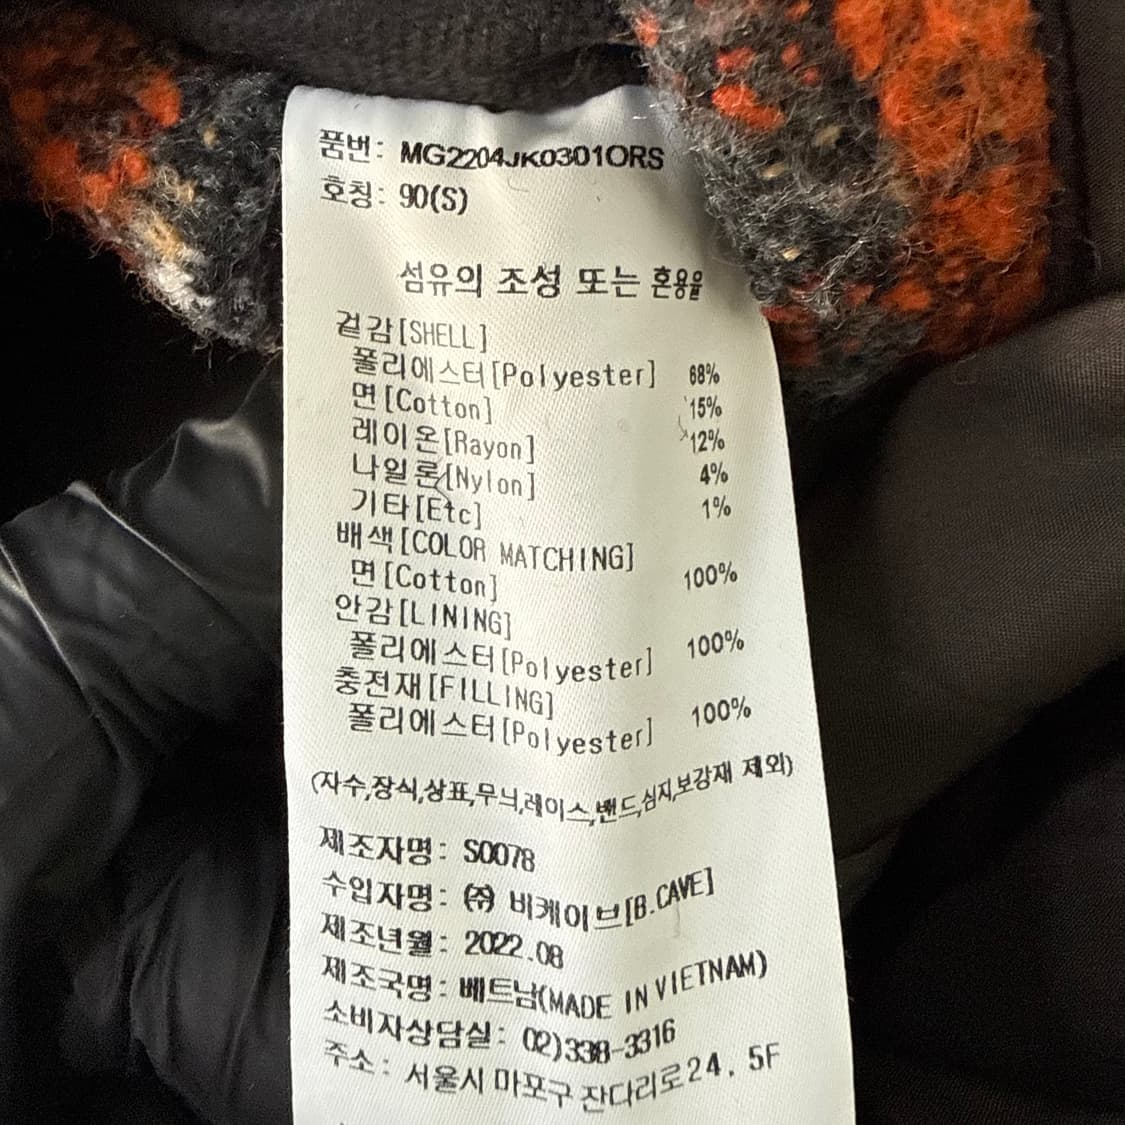 품번: MG2204JK0301ORS
호칭: 90(S)
섬유의 조성 또는 혼용율
겉감[SHELL]
폴리에스터[Polyester] 68%
면[Cotton] 15%
레이온[Rayon] 12%
나일론[Nylon] 4%
기타[Etc] 1%
배색[COLOR MATCHING]
면[Cotton] 100%
안감[LINING]
폴리에스터[Polyester] 100%
충전재[FILLING]
폴리에스터[Polyester] 100%
(자수,장식,상표,무늬,레이스,밴드,심지,보강재 제외)
제조자명: S0078
수입자명: ㈜ 비케이브[B.CAVE]
제조년월: 2022.08
제조국명: 베트남(MADE IN VIETNAM)
소비자상담실: 02)338-3316
주소: 서울시 마포구 잔다리로24, 5F